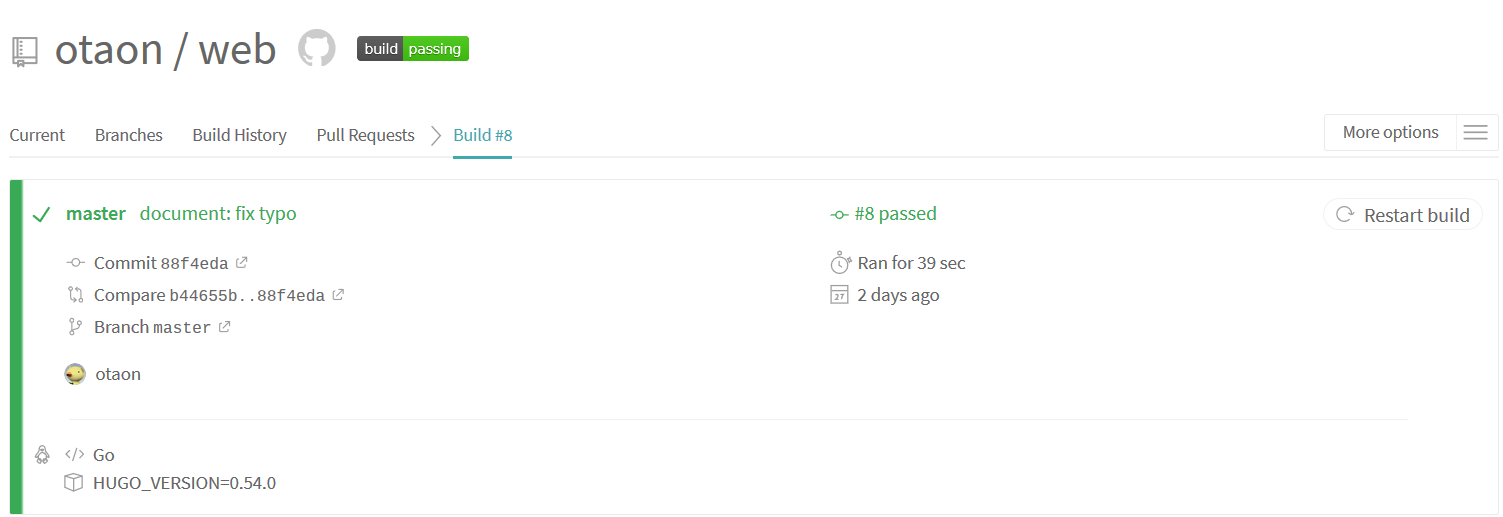 otaon / web build passing
Current Branches Build History Pull Requests Build #8 More options
master document: fix typo #8 passed Restart build
Commit 88f4eda Ran for 39 sec
Compare b44655b..88f4eda 2 days ago
Branch master
otaon
</> Go
HUGO_VERSION=0.54.0